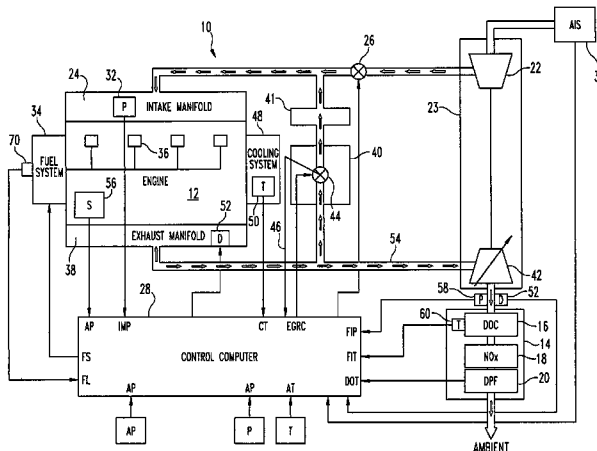 10
26
AIS
3
22
23
24
32
P
INTAKE MANIFOLD
34
41
70
FUEL SYSTEM
36
48
COOLING SYSTEM
40
ENGINE
12
T
50
44
56
S
52
46
54
EXHAUST MANIFOLD
D
38
42
58
P
D
52
28
60
T
DOC
16
14
NOx
18
DPF
20
AP
IMP
CT
EGRC
FIP
FS
CONTROL COMPUTER
FIT
FL
DOT
AP
AP
AT
AP
P
T
AMBIENT